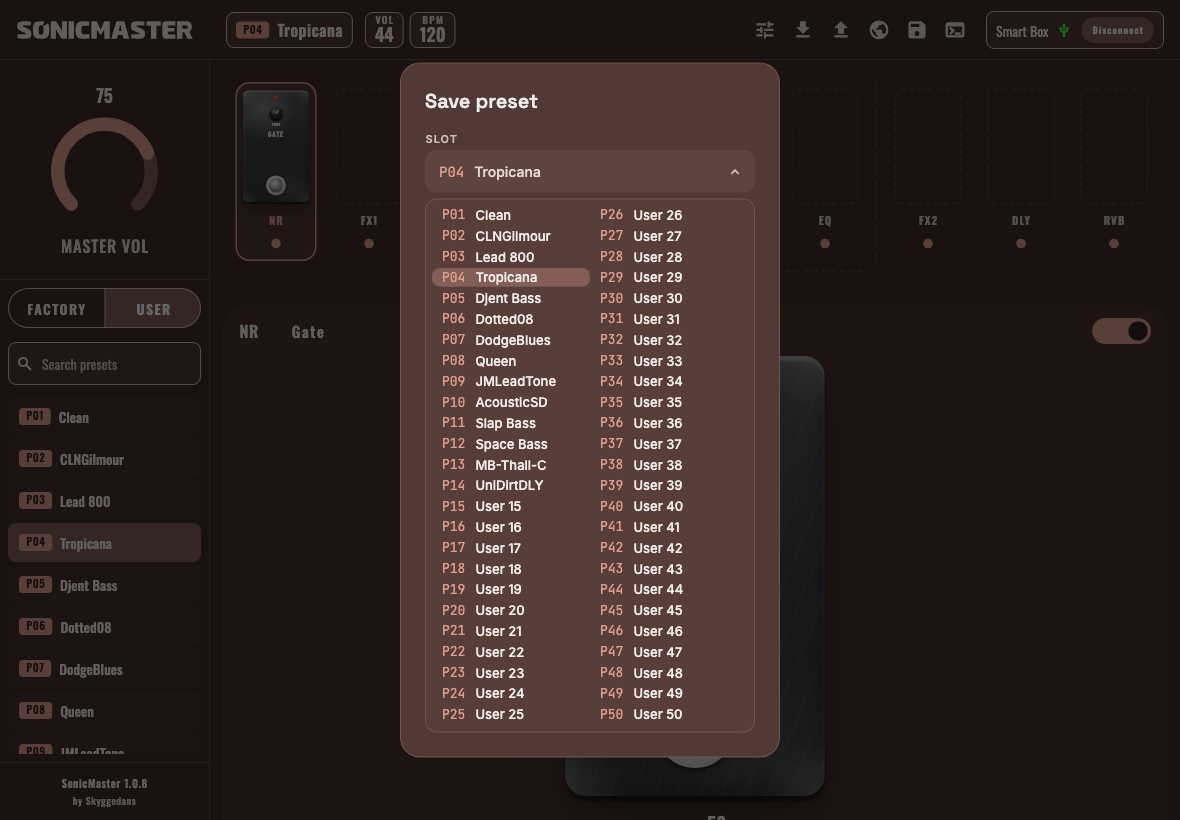 SONICMASTER
P04 Tropicana
VOL
44
BPM
120
Smart Box
Disconnect
75
MASTER VOL
FACTORY
USER
Search presets
P01 Clean
P02 CLNGilmour
P03 Lead 800
P04 Tropicana
P05 Djent Bass
P06 Dotted08
P07 DodgeBlues
P08 Queen
P09 JMLeadTone
SonicMaster 1.0.8
by Skyggedans
GATE
NR
FX1
EQ
FX2
DLY
RVB
NR Gate
Save preset
SLOT
P04 Tropicana
P01 Clean
P02 CLNGilmour
P03 Lead 800
P04 Tropicana
P05 Djent Bass
P06 Dotted08
P07 DodgeBlues
P08 Queen
P09 JMLeadTone
P10 AcousticSD
P11 Slap Bass
P12 Space Bass
P13 MB-Thall-C
P14 UniDirtDLY
P15 User 15
P16 User 16
P17 User 17
P18 User 18
P19 User 19
P20 User 20
P21 User 21
P22 User 22
P23 User 23
P24 User 24
P25 User 25
P26 User 26
P27 User 27
P28 User 28
P29 User 29
P30 User 30
P31 User 31
P32 User 32
P33 User 33
P34 User 34
P35 User 35
P36 User 36
P37 User 37
P38 User 38
P39 User 39
P40 User 40
P41 User 41
P42 User 42
P43 User 43
P44 User 44
P45 User 45
P46 User 46
P47 User 47
P48 User 48
P49 User 49
P50 User 50